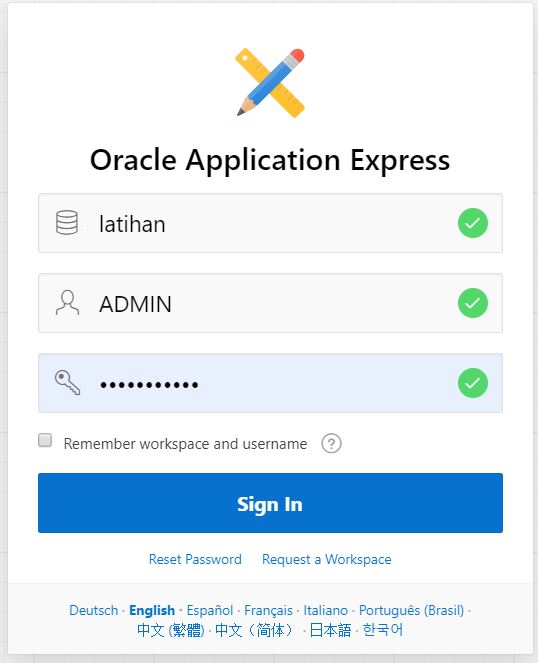 Oracle Application Express
latihan
ADMIN
•••••••••••
Remember workspace and username ?
Sign In
Reset Password Request a Workspace
Deutsch · English · Español · Français · Italiano · Português (Brasil) ·
中文 (繁體) · 中文（简体） · 日本語 · 한국어